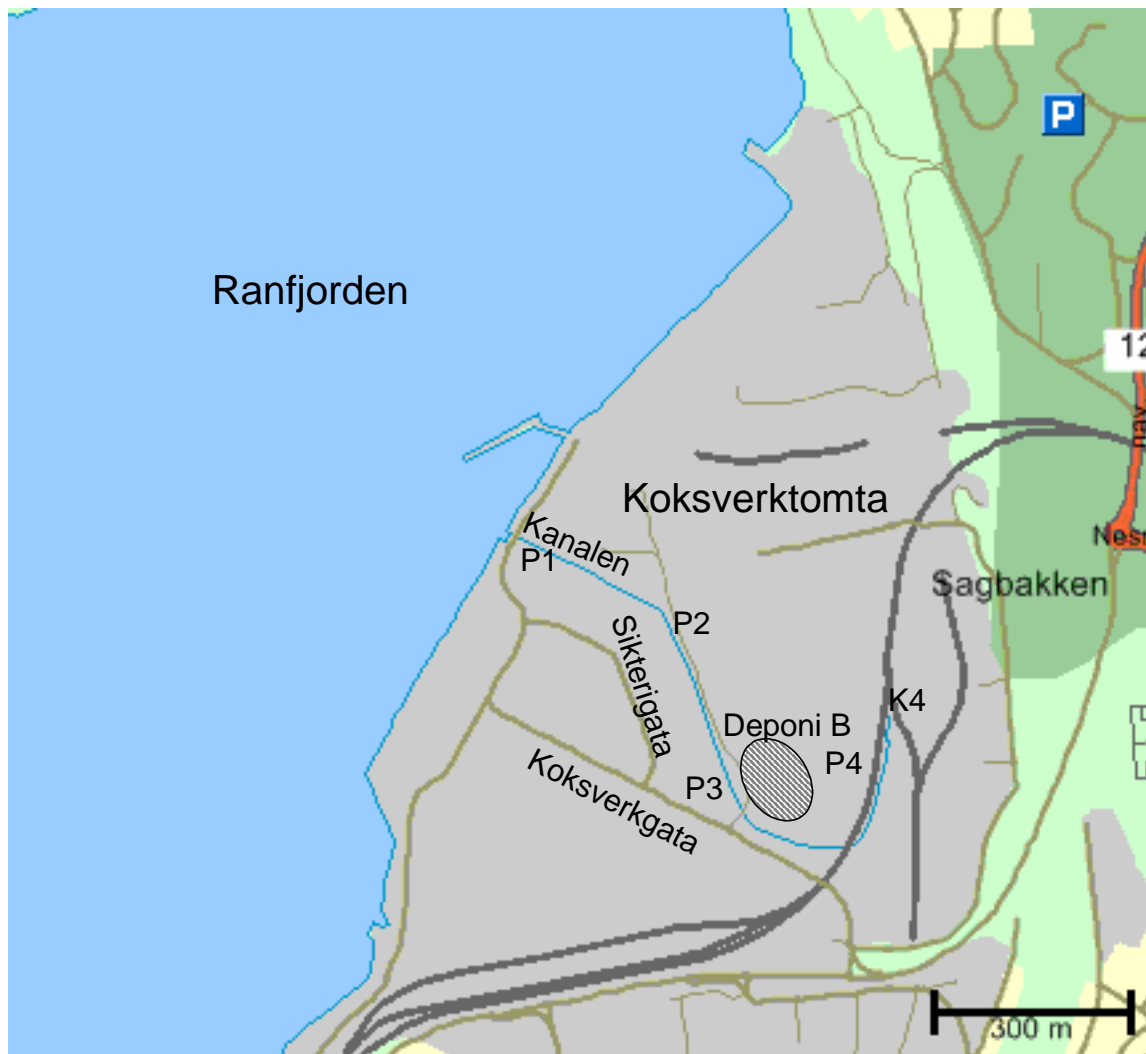 P
Ranfjorden
Koksverktomta
Kanalen
P1
Sagbakken
P2
Sikterigata
K4
Deponi B
P4
P3
Koksverkgata
300 m